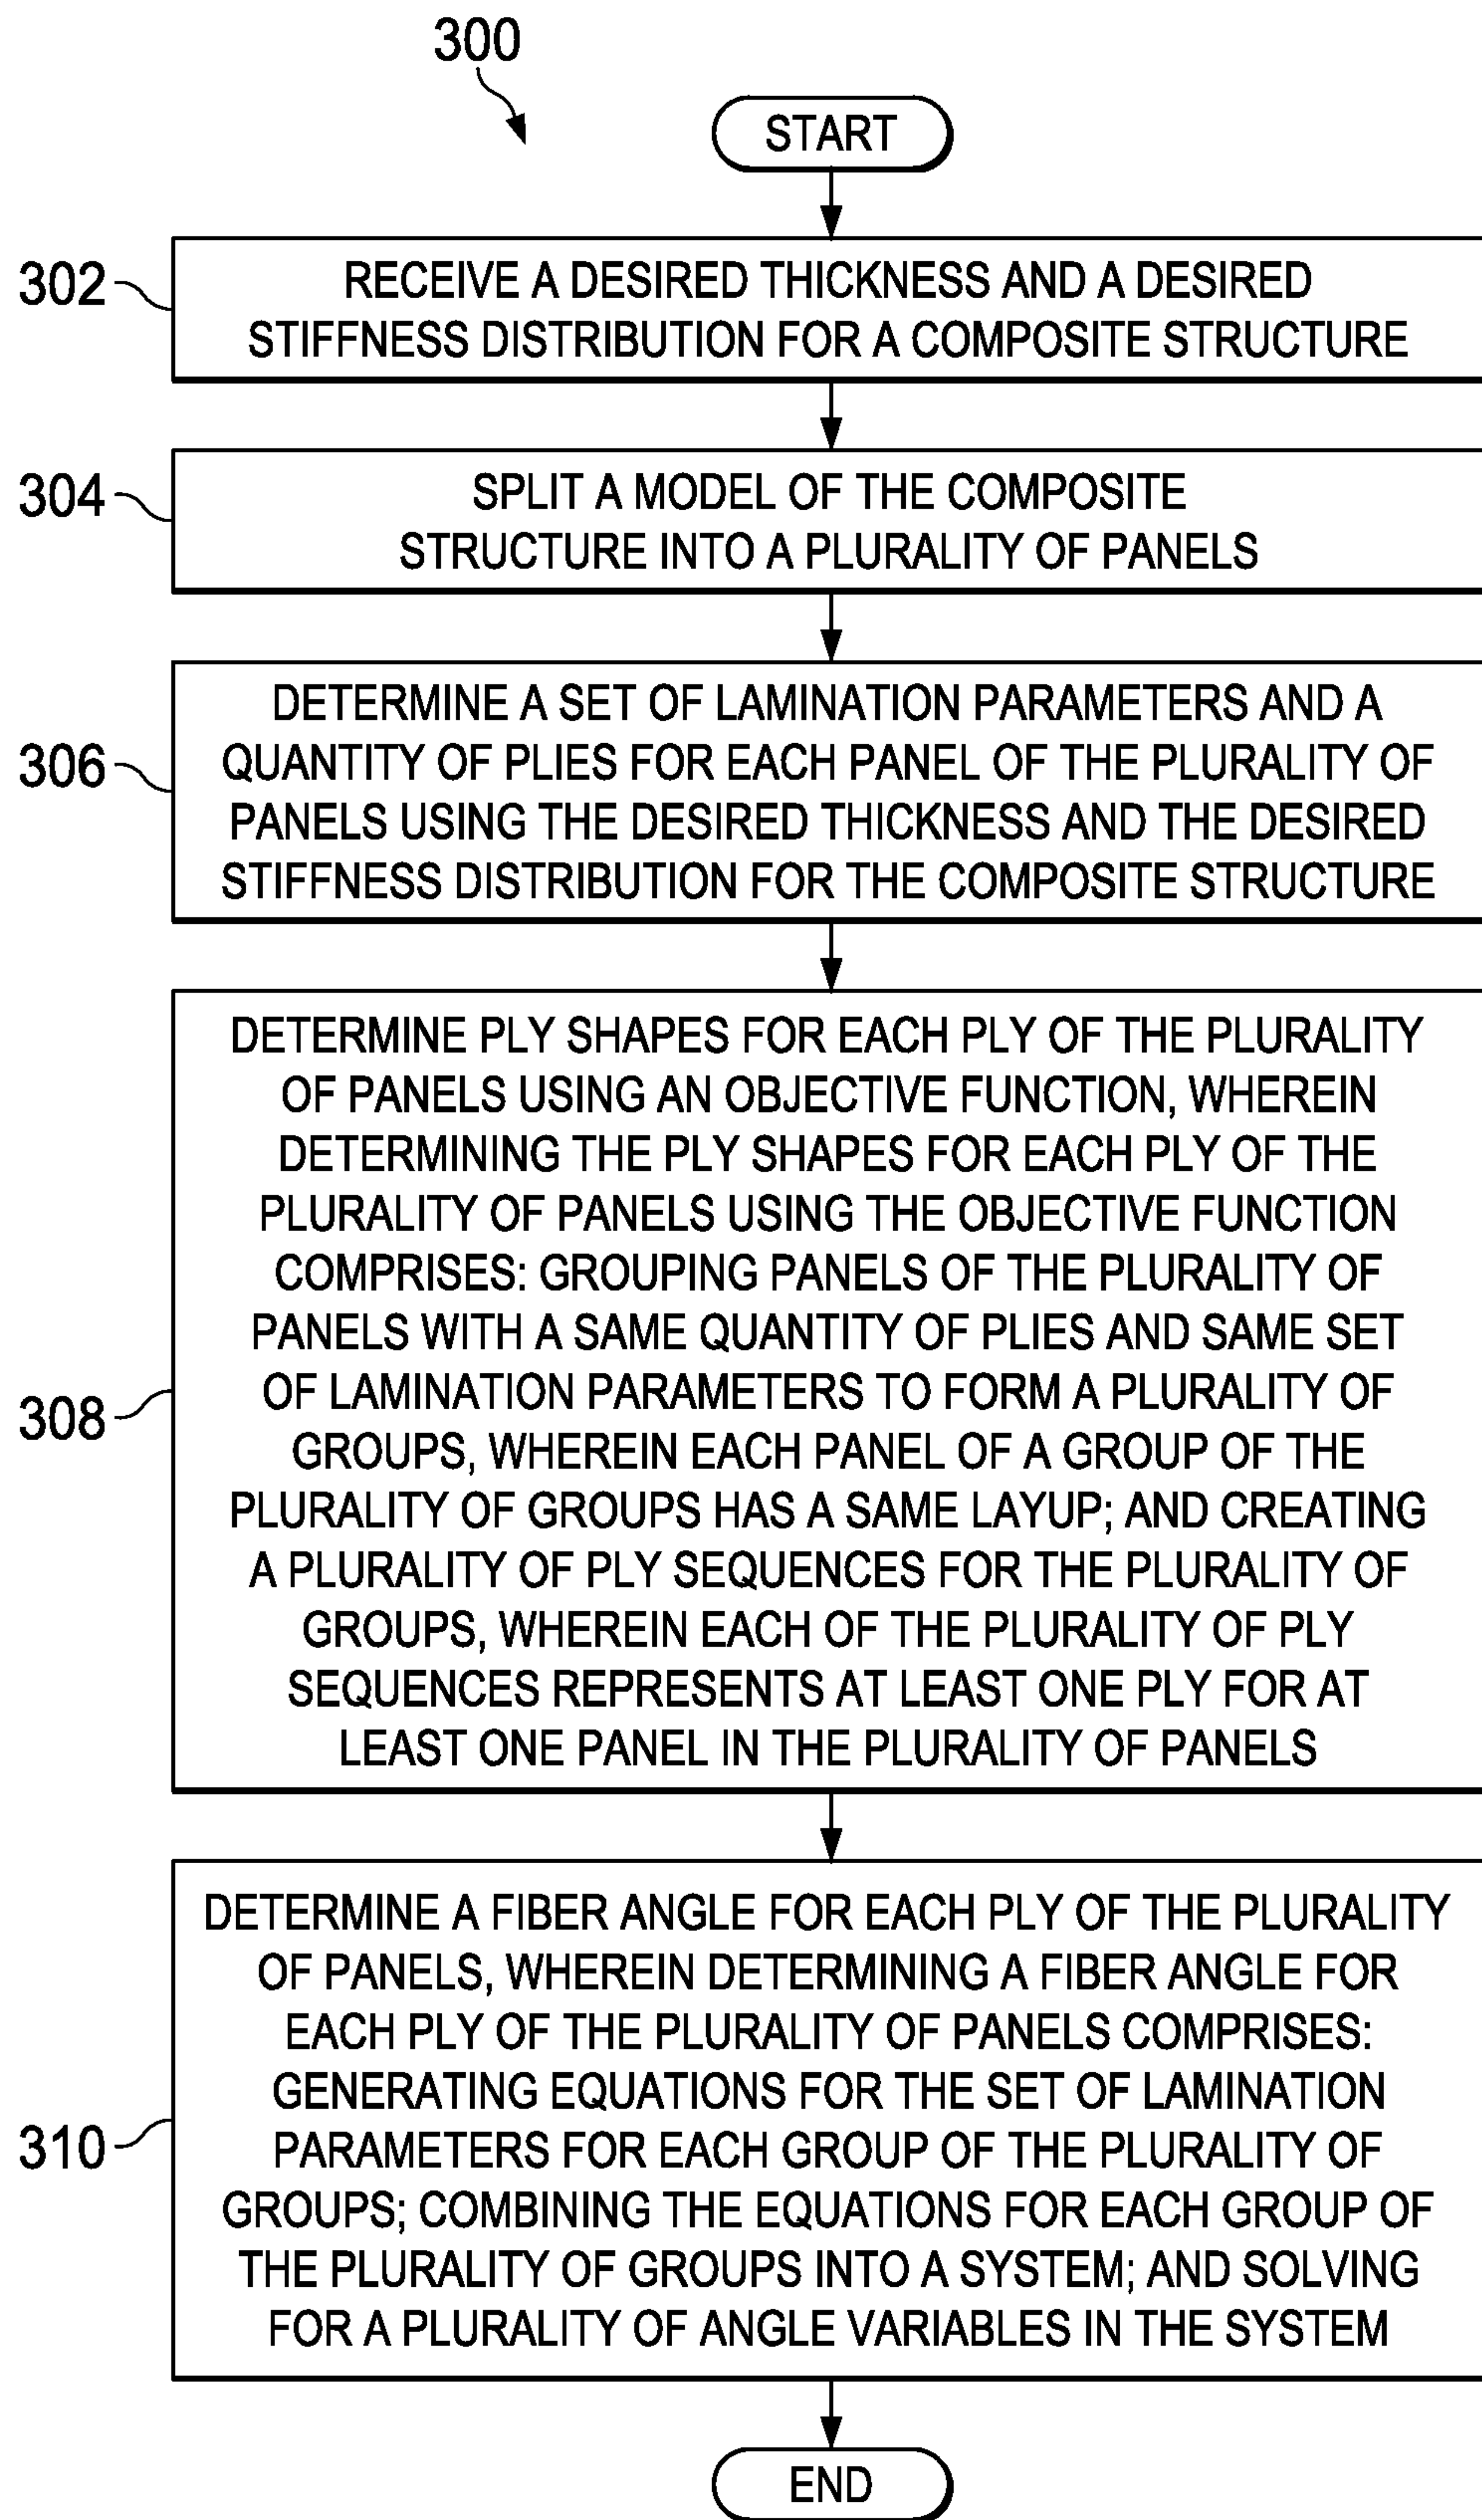 300
START
302
RECEIVE A DESIRED THICKNESS AND A DESIRED
STIFFNESS DISTRIBUTION FOR A COMPOSITE STRUCTURE
304
SPLIT A MODEL OF THE COMPOSITE
STRUCTURE INTO A PLURALITY OF PANELS
306
DETERMINE A SET OF LAMINATION PARAMETERS AND A
QUANTITY OF PLIES FOR EACH PANEL OF THE PLURALITY OF
PANELS USING THE DESIRED THICKNESS AND THE DESIRED
STIFFNESS DISTRIBUTION FOR THE COMPOSITE STRUCTURE
308
DETERMINE PLY SHAPES FOR EACH PLY OF THE PLURALITY
OF PANELS USING AN OBJECTIVE FUNCTION, WHEREIN
DETERMINING THE PLY SHAPES FOR EACH PLY OF THE
PLURALITY OF PANELS USING THE OBJECTIVE FUNCTION
COMPRISES: GROUPING PANELS OF THE PLURALITY OF
PANELS WITH A SAME QUANTITY OF PLIES AND SAME SET
OF LAMINATION PARAMETERS TO FORM A PLURALITY OF
GROUPS, WHEREIN EACH PANEL OF A GROUP OF THE
PLURALITY OF GROUPS HAS A SAME LAYUP; AND CREATING
A PLURALITY OF PLY SEQUENCES FOR THE PLURALITY OF
GROUPS, WHEREIN EACH OF THE PLURALITY OF PLY
SEQUENCES REPRESENTS AT LEAST ONE PLY FOR AT
LEAST ONE PANEL IN THE PLURALITY OF PANELS
310
DETERMINE A FIBER ANGLE FOR EACH PLY OF THE PLURALITY
OF PANELS, WHEREIN DETERMINING A FIBER ANGLE FOR
EACH PLY OF THE PLURALITY OF PANELS COMPRISES:
GENERATING EQUATIONS FOR THE SET OF LAMINATION
PARAMETERS FOR EACH GROUP OF THE PLURALITY OF
GROUPS; COMBINING THE EQUATIONS FOR EACH GROUP OF
THE PLURALITY OF GROUPS INTO A SYSTEM; AND SOLVING
FOR A PLURALITY OF ANGLE VARIABLES IN THE SYSTEM
END